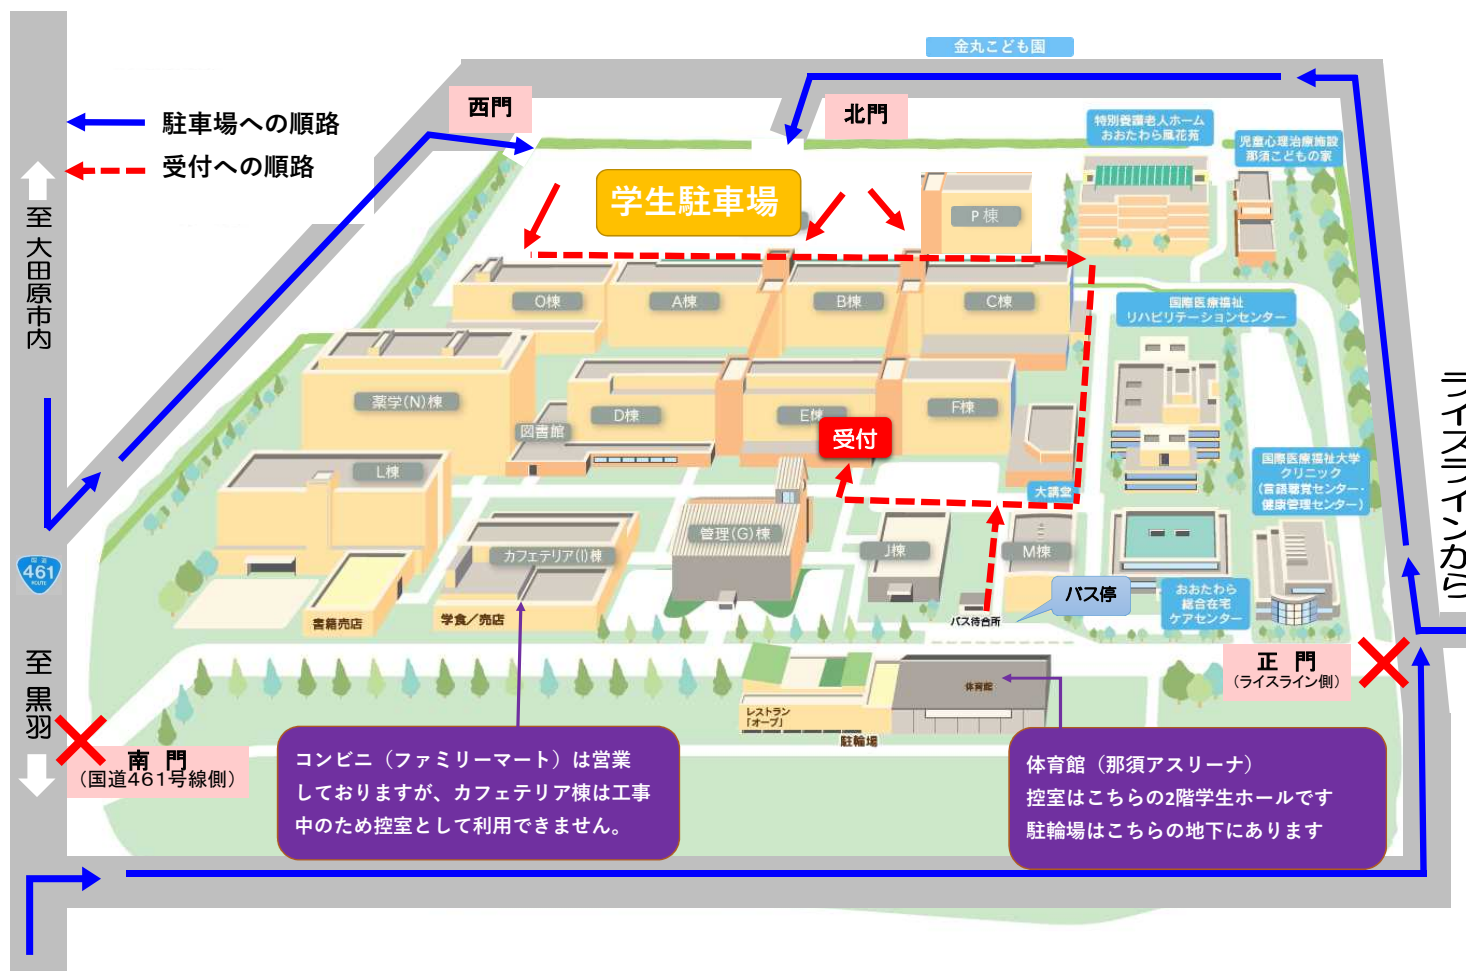 金丸こども園
西門
北門
駐車場への順路
受付への順路
特別養護老人ホーム
おおたわら風花苑
児童心理治療施設
那須こどもの家
学生駐車場
P棟
至 大田原市内
O棟
A棟
B棟
C棟
国際医療福祉
リハビリテーションセンター
薬学(N)棟
D棟
E棟
F棟
図書館
受付
ライスラインから
L棟
国際医療福祉大学
クリニック
(言語聴覚センター・
健康管理センター)
大講堂
管理(G)棟
カフェテリア(I)棟
J棟
M棟
国道
461
ROUTE
バス停
おおたわら
総合在宅
ケアセンター
書籍売店
学食/売店
バス待合所
至 黒羽
正 門
(ライスライン側)
体育館
レストラン
「オーブ」
駐輪場
南 門
(国道461号線側)
コンビニ(ファミリーマート)は営業
しておりますが、カフェテリア棟は工事
中のため控室として利用できません。
体育館(那須アスリーナ)
控室はこちらの2階学生ホールです
駐輪場はこちらの地下にあります